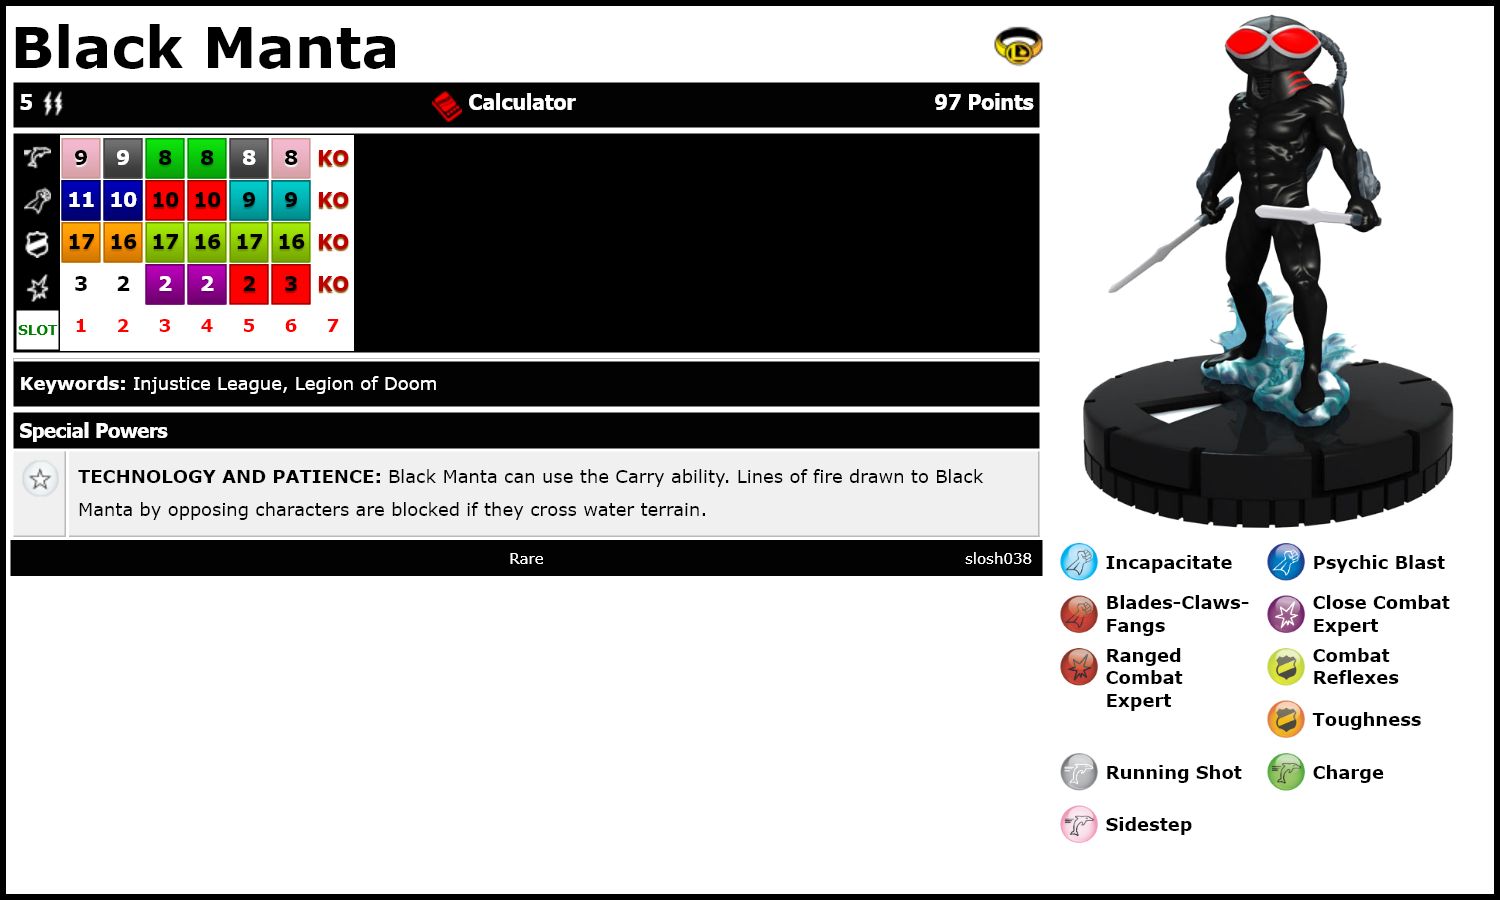 Black Manta
5 Calculator 97 Points
9 9 8 8 8 8 KO
11 10 10 10 9 9 KO
17 16 17 16 17 16 KO
3 2 2 2 2 3 KO
SLOT 1 2 3 4 5 6 7
Keywords: Injustice League, Legion of Doom
Special Powers
TECHNOLOGY AND PATIENCE: Black Manta can use the Carry ability. Lines of fire drawn to Black
Manta by opposing characters are blocked if they cross water terrain.
Rare slosh038
Incapacitate
Psychic Blast
Blades-Claws-
Fangs
Close Combat
Expert
Ranged
Combat
Expert
Combat
Reflexes
Toughness
Running Shot
Charge
Sidestep